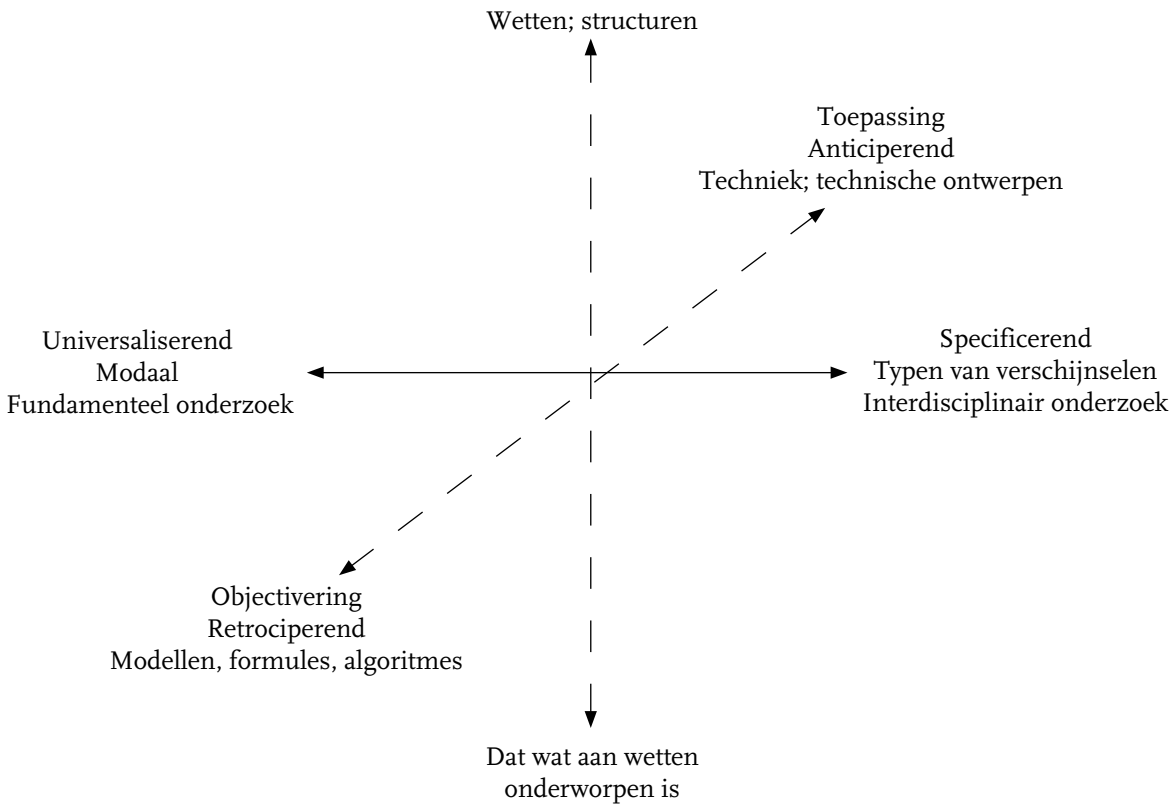 Wetten; structuren
Toepassing
Anticiperend
Techniek; technische ontwerpen
Universaliserend
Modaal
Fundamenteel onderzoek
Specificerend
Typen van verschijnselen
Interdisciplinair onderzoek
Objectivering
Retrociperend
Modellen, formules, algoritmes
Dat wat aan wetten
onderworpen is